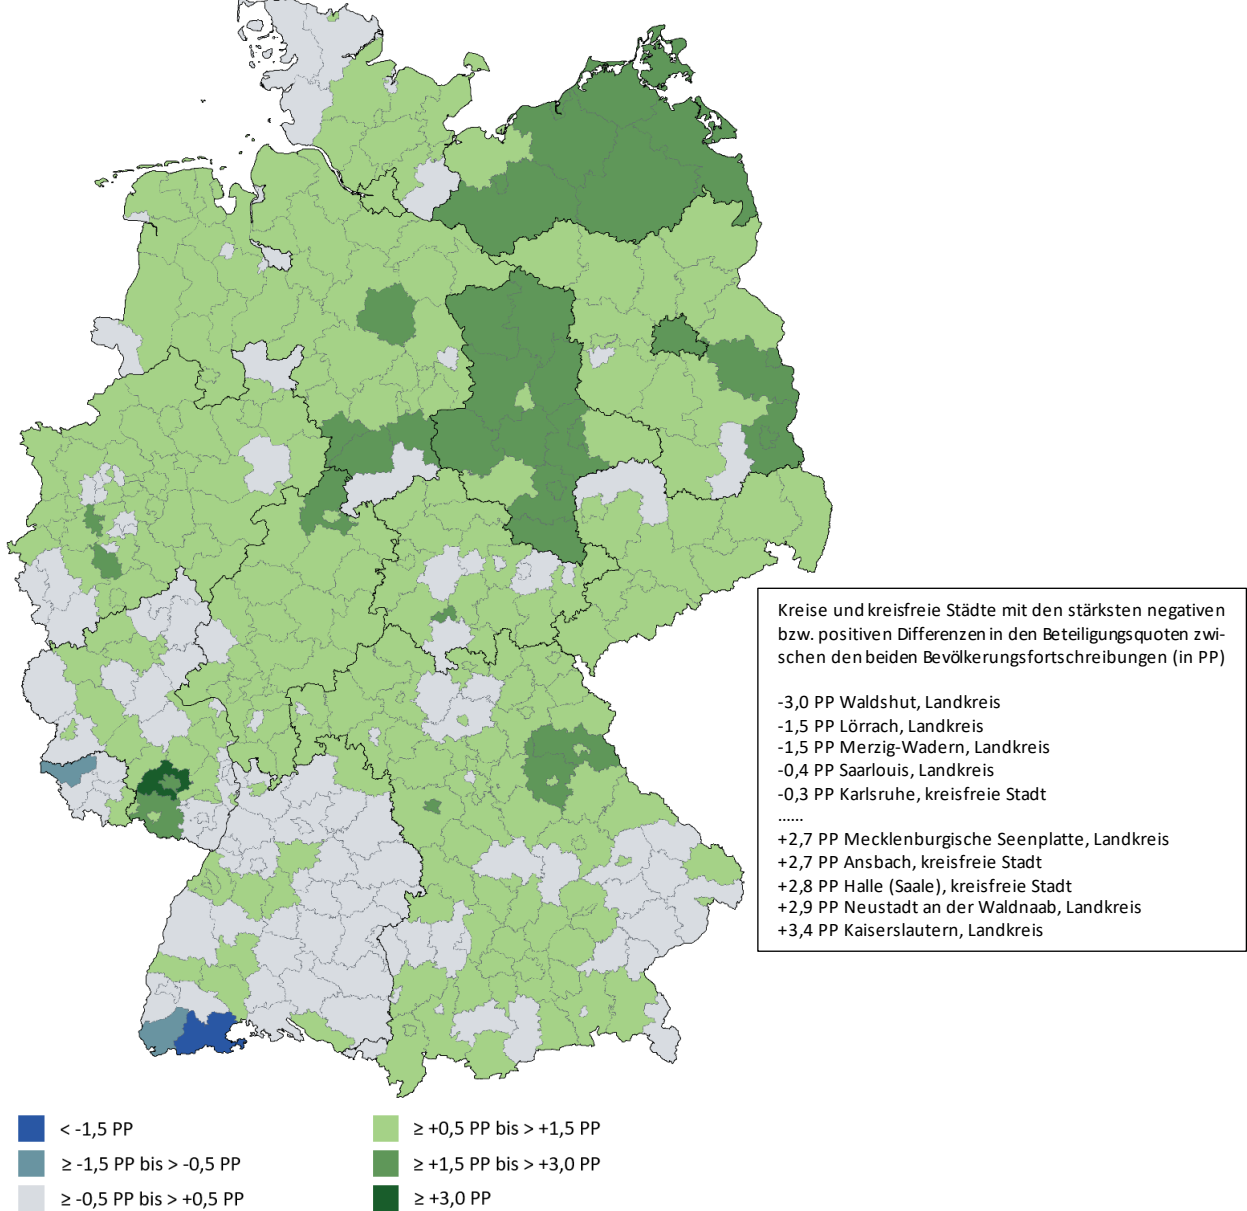 Kreise und kreisfreie Städte mit den stärksten negativen
bzw. positiven Differenzen in den Beteiligungsquoten zwi-
schen den beiden Bevölkerungsfortschreibungen (in PP)
-3,0 PP Waldshut, Landkreis
-1,5 PP Lörrach, Landkreis
-1,5 PP Merzig-Wadern, Landkreis
-0,4 PP Saarlouis, Landkreis
-0,3 PP Karlsruhe, kreisfreie Stadt
......
+2,7 PP Mecklenburgische Seenplatte, Landkreis
+2,7 PP Ansbach, kreisfreie Stadt
+2,8 PP Halle (Saale), kreisfreie Stadt
+2,9 PP Neustadt an der Waldnaab, Landkreis
+3,4 PP Kaiserslautern, Landkreis
< -1,5 PP
≥ -1,5 PP bis > -0,5 PP
≥ -0,5 PP bis > +0,5 PP
≥ +0,5 PP bis > +1,5 PP
≥ +1,5 PP bis > +3,0 PP
≥ +3,0 PP